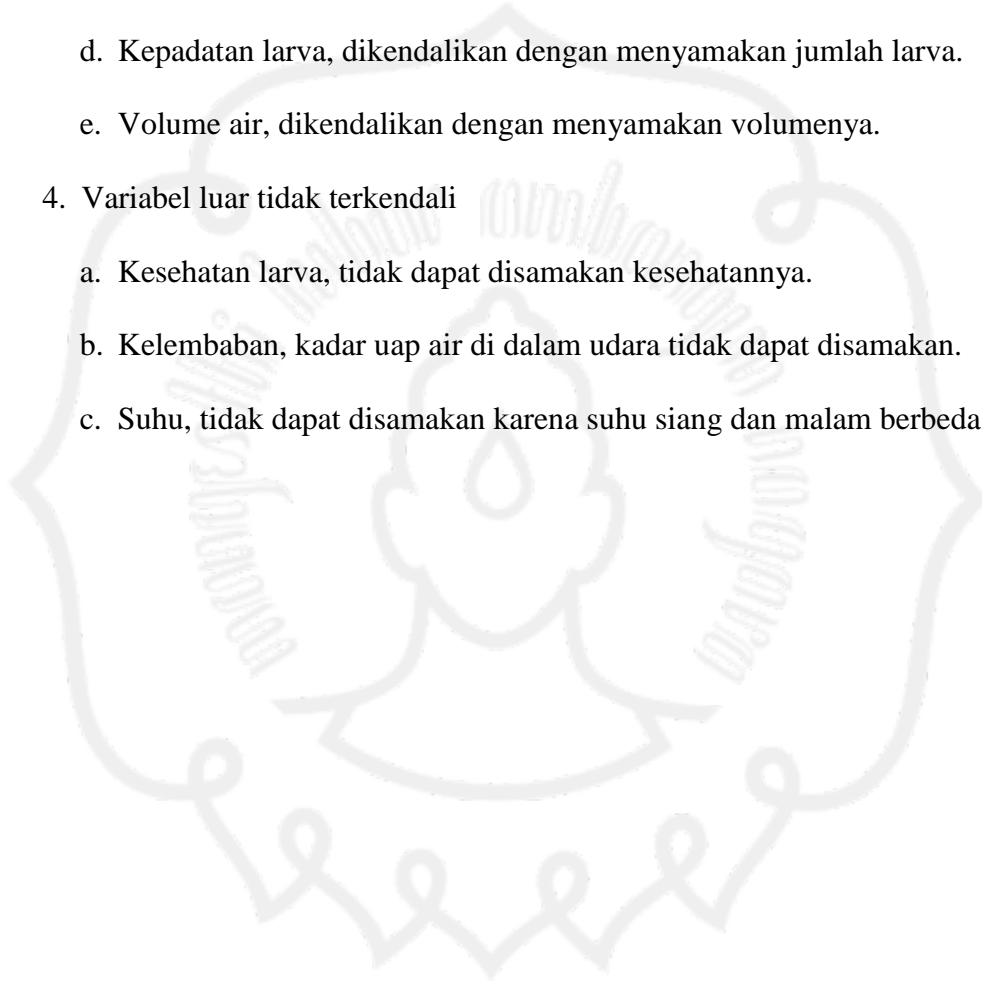 d. Kepadatan larva, dikendalikan dengan menyamakan jumlah larva.
e. Volume air, dikendalikan dengan menyamakan volumenya.
4. Variabel luar tidak terkendali
a. Kesehatan larva, tidak dapat disamakan kesehatannya.
b. Kelembaban, kadar uap air di dalam udara tidak dapat disamakan.
c. Suhu, tidak dapat disamakan karena suhu siang dan malam berbeda